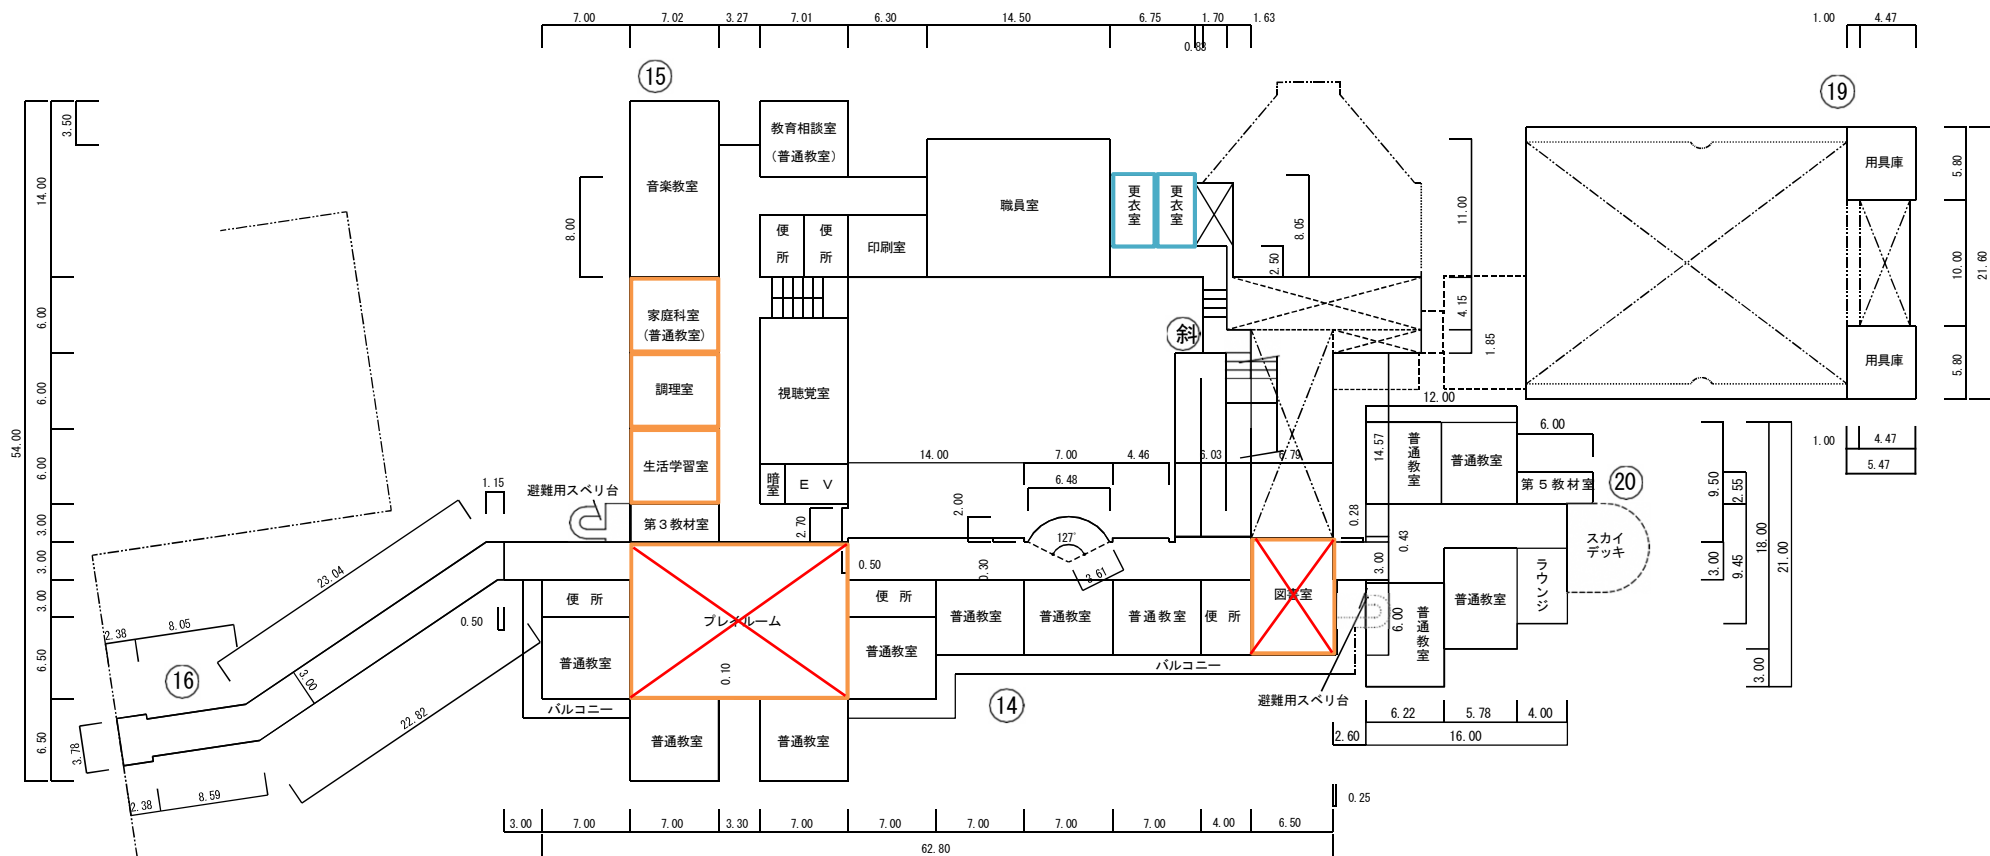 7.00 7.02 3.27 7.01 6.30 14.50 6.75 1.70 1.63
0.83
1.00 4.47
⑮
⑲
3.50
14.00
6.00
6.00
6.00
3.00
3.00
3.00
6.50
6.50
54.00
8.00
音楽教室
教育相談室
(普通教室)
職員室
更衣室
更衣室
便所
便所
印刷室
家庭科室
(普通教室)
調理室
生活学習室
第3教材室
視聴覚室
暗室
EV
斜
8.05
2.50
11.00
4.15
1.85
用具庫
用具庫
5.80
10.00
5.80
21.60
1.00 4.47
5.47
12.00
6.00
14.57
普通教室
普通教室
第5教材室
⑳
9.50
2.55
18.00
21.00
3.00
9.45
3.00
スカイ
デッキ
ラウンジ
普通教室
普通教室
0.28
0.43
3.00
6.00
14.00 7.00 4.46 6.03 6.79
6.48
2.00
127°
3.61
0.30
2.70
0.50
1.15
避難用スベリ台
23.04
プレイルーム
0.10
図書室
便所
普通教室
便所
普通教室
普通教室
普通教室
普通教室
便所
バルコニー
バルコニー
普通教室
普通教室
⑭
避難用スベリ台
6.22 5.78 4.00
2.60 16.00
0.50
2.38 8.05
⑯
3.00
22.82
3.78
2.38 8.59
0.25
3.00 7.00 7.00 3.30 7.00 7.00 7.00 7.00 7.00 4.00 6.50
62.80